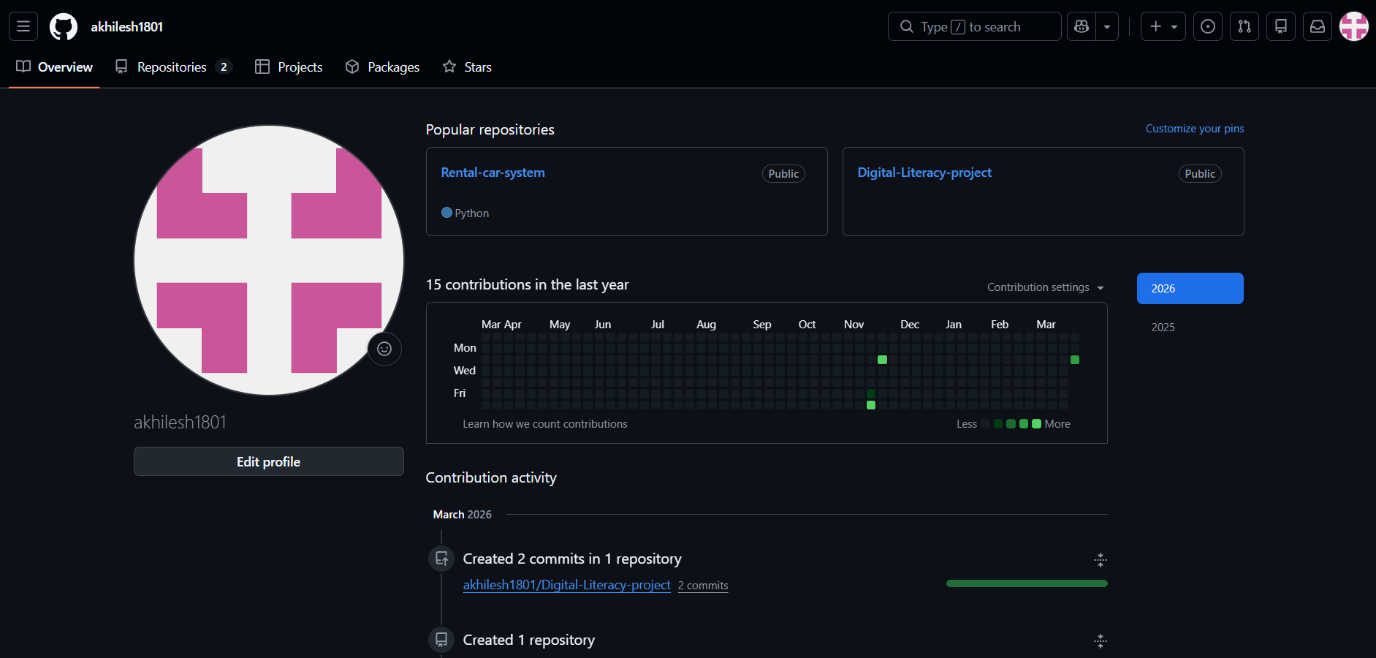 akhilesh1801
Type / to search
Overview Repositories 2 Projects Packages Stars
Popular repositories Customize your pins
Rental-car-system Public
Python
Digital-Literacy-project Public
15 contributions in the last year
Contribution settings
2026
2025
Mar Apr May Jun Jul Aug Sep Oct Nov Dec Jan Feb Mar
Mon
Wed
Fri
Learn how we count contributions Less More
akhilesh1801
Edit profile
Contribution activity
March 2026
Created 2 commits in 1 repository
akhilesh1801/Digital-Literacy-project 2 commits
Created 1 repository